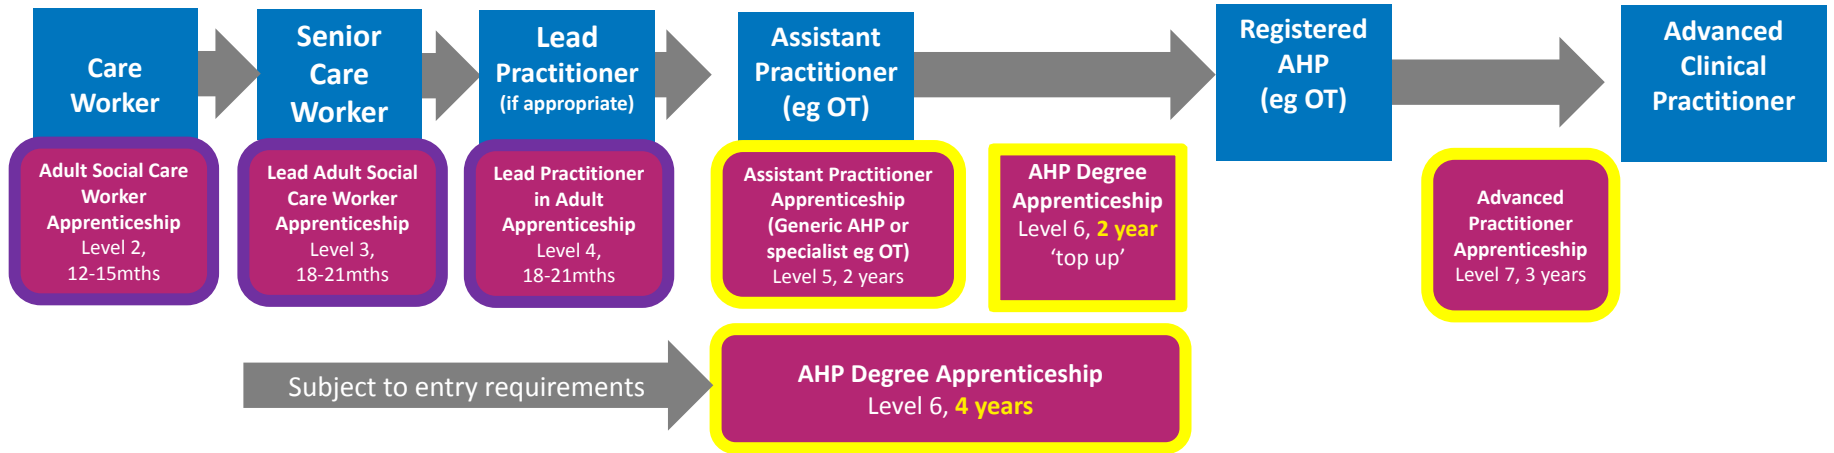 Care
Worker
Senior
Care
Worker
Lead
Practitioner
(if appropriate)
Assistant
Practitioner
(eg OT)
Registered
AHP
(eg OT)
Advanced
Clinical
Practitioner
Adult Social Care
Worker
Apprenticeship
Level 2,
12-15mths
Lead Adult Social
Care Worker
Apprenticeship
Level 3,
18-21mths
Lead Practitioner
in Adult
Apprenticeship
Level 4,
18-21mths
Assistant Practitioner
Apprenticeship
(Generic AHP or
specialist eg OT)
Level 5, 2 years
AHP Degree
Apprenticeship
Level 6, 2 year
‘top up’
Advanced
Practitioner
Apprenticeship
Level 7, 3 years
Subject to entry requirements
AHP Degree Apprenticeship
Level 6, 4 years